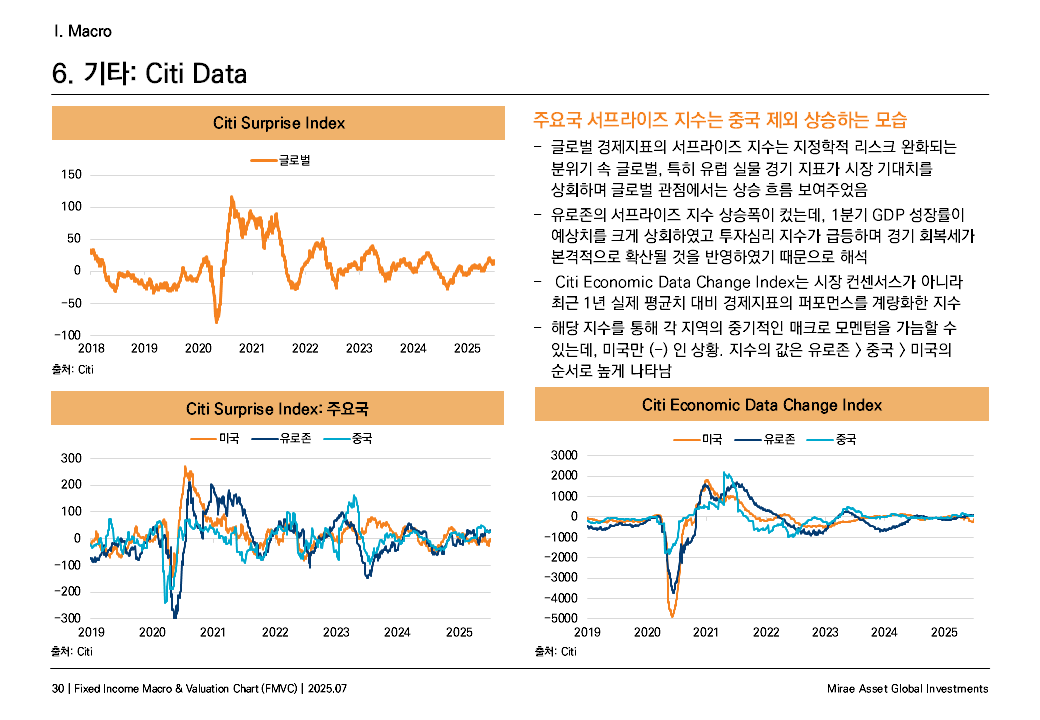 I. Macro
6. 기타: Citi Data
Citi Surprise Index
글로벌
150
100
50
0
−50
−100
2018 2019 2020 2021 2022 2023 2024 2025
출처: Citi
주요국 서프라이즈 지수는 중국 제외 상승하는 모습
− 글로벌 경제지표의 서프라이즈 지수는 지정학적 리스크 완화되는
분위기 속 글로벌, 특히 유럽 실물 경기 지표가 시장 기대치를
상회하며 글로벌 관점에서는 상승 흐름 보여주었음
− 유로존의 서프라이즈 지수 상승폭이 컸는데, 1분기 GDP 성장률이
예상치를 크게 상회하였고 투자심리 지수가 급등하며 경기 회복세가
본격적으로 확산될 것을 반영하였기 때문으로 해석
− Citi Economic Data Change Index는 시장 컨센서스가 아니라
최근 1년 실제 평균치 대비 경제지표의 퍼포먼스를 계량화한 지수
− 해당 지수를 통해 각 지역의 중기적인 매크로 모멘텀을 가늠할 수
있는데, 미국만 (-) 인 상황. 지수의 값은 유로존 > 중국 > 미국의
순서로 높게 나타남
Citi Surprise Index: 주요국
미국 유로존 중국
300
200
100
0
−100
−200
−300
2019 2020 2021 2022 2023 2024 2025
출처: Citi
Citi Economic Data Change Index
미국 유로존 중국
3000
2000
1000
0
−1000
−2000
−3000
−4000
−5000
2019 2020 2021 2022 2023 2024 2025
출처: Citi
30 | Fixed Income Macro & Valuation Chart (FMVC) | 2025.07
Mirae Asset Global Investments